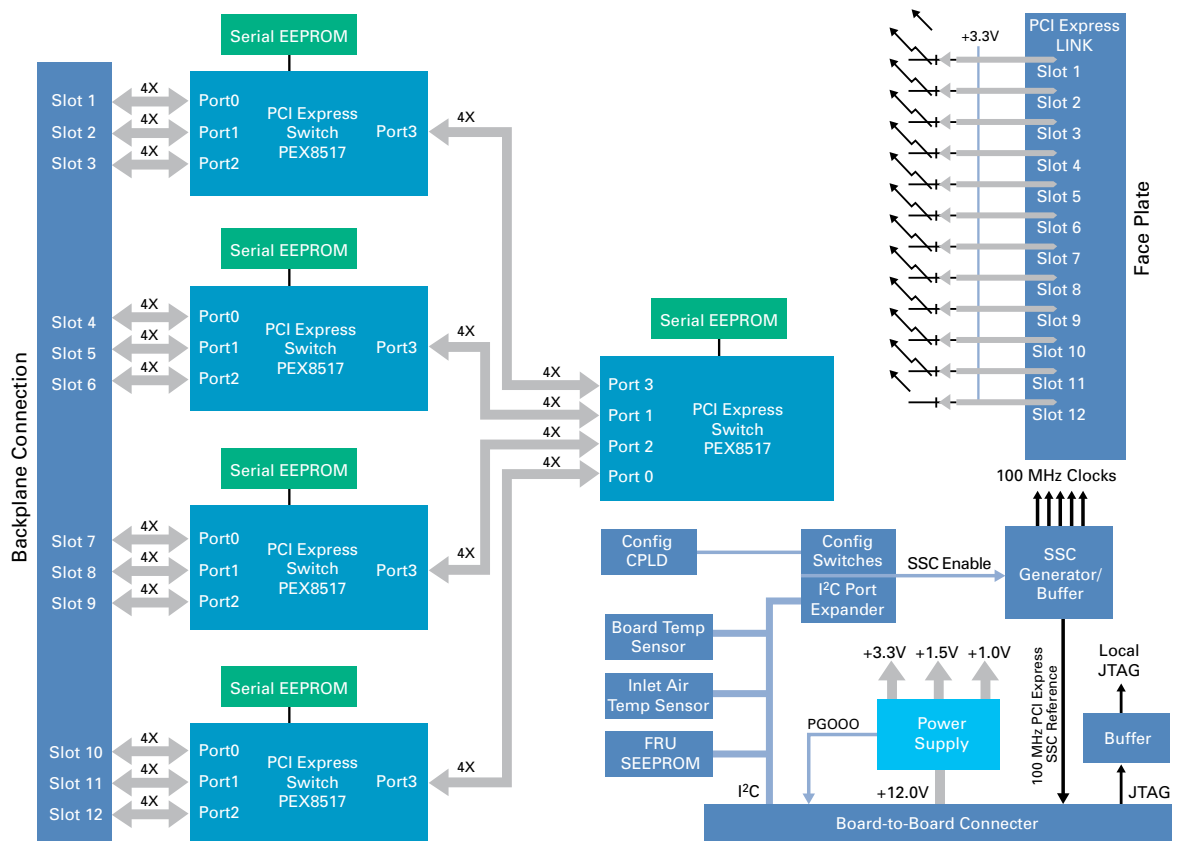 Backplane Connection
Slot 1
Slot 2
Slot 3
Slot 4
Slot 5
Slot 6
Slot 7
Slot 8
Slot 9
Slot 10
Slot 11
Slot 12
Serial EEPROM
4X
4X
4X
Port0
Port1
Port2
PCI Express
Switch
PEX8517
Port3
4X
Serial EEPROM
4X
4X
4X
Port0
Port1
Port2
PCI Express
Switch
PEX8517
Port3
4X
Serial EEPROM
4X
4X
4X
Port0
Port1
Port2
PCI Express
Switch
PEX8517
Port3
4X
Serial EEPROM
4X
4X
4X
Port0
Port1
Port2
PCI Express
Switch
PEX8517
Port3
4X
Serial EEPROM
4X
4X
4X
4X
Port 3
Port 1
Port 2
Port 0
PCI Express
Switch
PEX8517
+3.3V
PCI Express
LINK
Slot 1
Slot 2
Slot 3
Slot 4
Slot 5
Slot 6
Slot 7
Slot 8
Slot 9
Slot 10
Slot 11
Slot 12
Face Plate
100 MHz Clocks
Config
CPLD
Config
Switches
I²C Port
Expander
SSC Enable
SSC
Generator/
Buffer
Board Temp
Sensor
Inlet Air
Temp Sensor
FRU
SEEPROM
I²C
+3.3V
+1.5V
+1.0V
PGOOO
Power
Supply
+12.0V
100 MHz PCI Express
SSC Reference
Local
JTAG
Buffer
JTAG
Board-to-Board Connecter